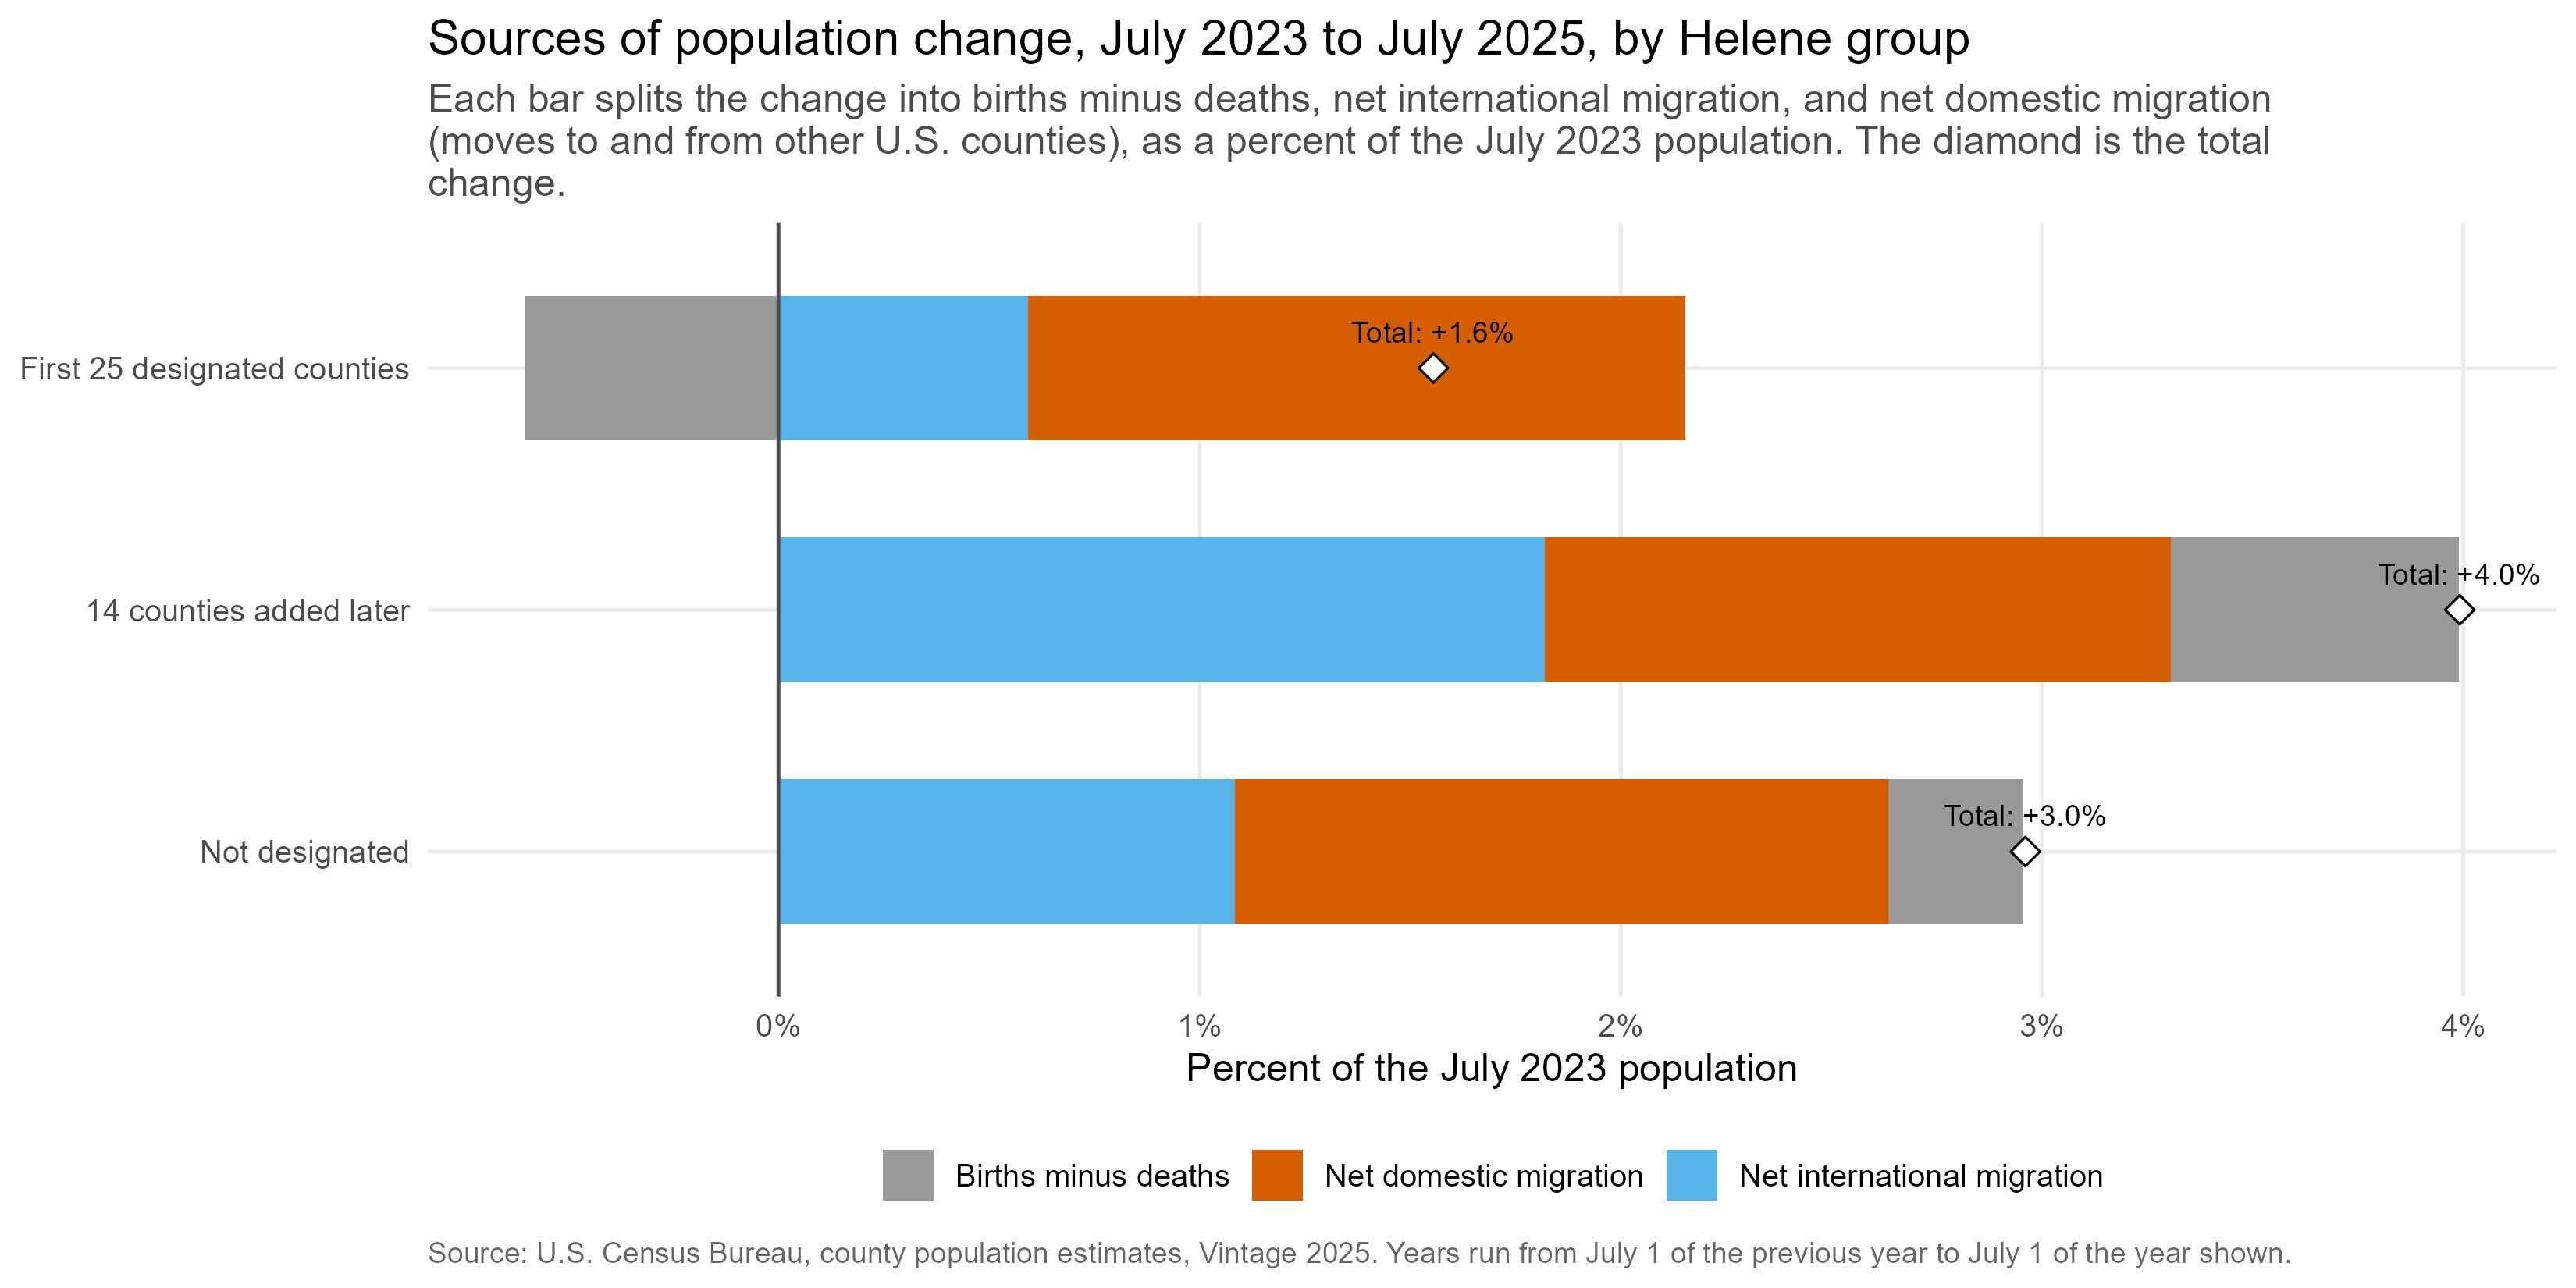 Sources of population change, July 2023 to July 2025, by Helene group
Each bar splits the change into births minus deaths, net international migration, and net domestic migration
(moves to and from other U.S. counties), as a percent of the July 2023 population. The diamond is the total
change.
First 25 designated counties
Total: +1.6%
14 counties added later
Total: +4.0%
Not designated
Total: +3.0%
0%
1%
2%
3%
4%
Percent of the July 2023 population
Births minus deaths
Net domestic migration
Net international migration
Source: U.S. Census Bureau, county population estimates, Vintage 2025. Years run from July 1 of the previous year to July 1 of the year shown.